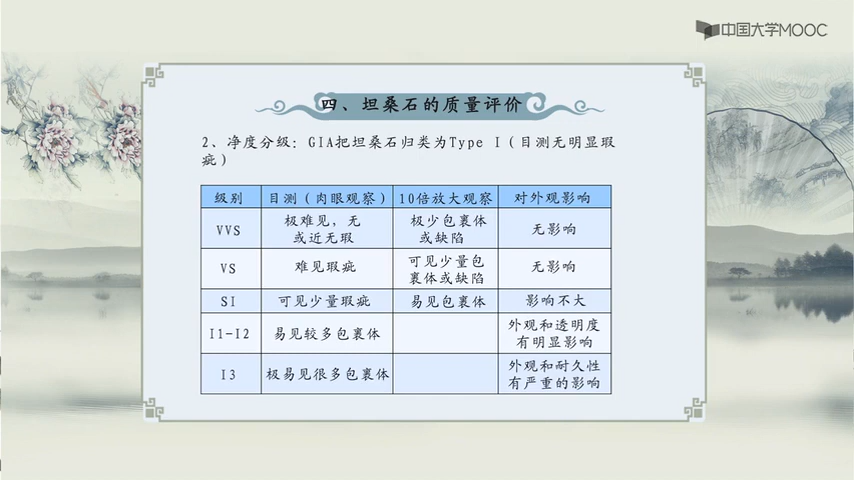 中国大学MOOC
四、坦桑石的质量评价
2、净度分级：GIA把坦桑石归类为Type I（目测无明显瑕
疵）
级别 目测（肉眼观察） 10倍放大观察 对外观影响
VVS 极难见，无 极少包裹体 无影响
或近无瑕 或缺陷
VS 难见瑕疵 可见少量包 无影响
裹体或缺陷
SI 可见少量瑕疵 易见包裹体 影响不大
I1-I2 易见较多包裹体 外观和透明度
有明显影响
I3 极易见很多包裹体 外观和耐久性
有严重的影响